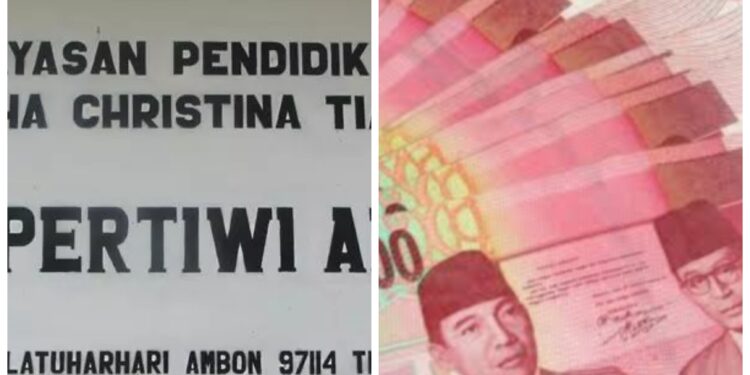 YASAN PENDIDIK
HA CHRISTINA TIA
PERTIWI A
LATUHARHARI AMBON 97114 T
00